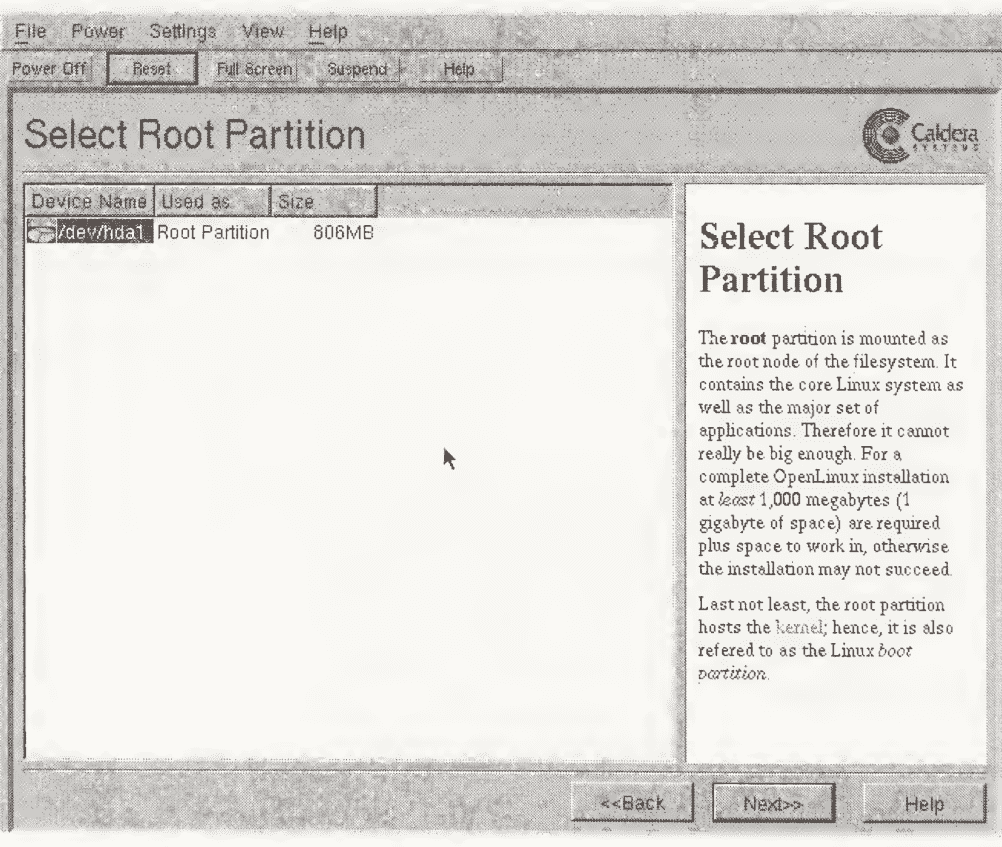 File Power Settings View Help
Power Off Reset Full Screen Suspend Help
Select Root Partition
Caldera
SYSTEMS
Device Name Used as Size
/dev/hda1 Root Partition 806MB
Select Root
Partition
The root partition is mounted as
the root node of the filesystem. It
contains the core Linux system as
well as the major set of
applications. Therefore it cannot
really be big enough. For a
complete OpenLinux installation
at least 1,000 megabytes (1
gigabyte of space) are required
plus space to work in, otherwise
the installation may not succeed.
Last not least, the root partition
hosts the kernel; hence, it is also
refered to as the Linux boot
partition.
<<Back Next>> Help